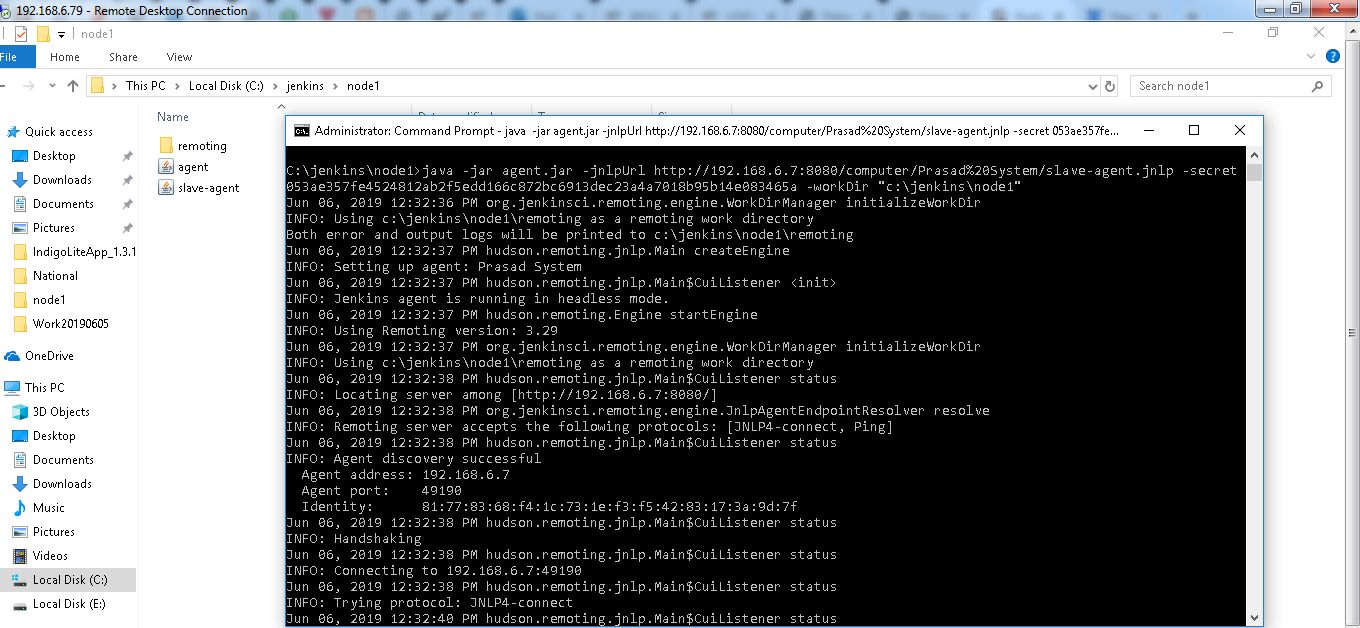 192.168.6.79 - Remote Desktop Connection
node1
File Home Share View
This PC Local Disk (C:) jenkins node1
Search node1
Name
Quick access
Desktop
Downloads
Documents
Pictures
IndigoLiteApp_1.3.1
National
node1
Work20190605
OneDrive
This PC
3D Objects
Desktop
Documents
Downloads
Music
Pictures
Videos
Local Disk (C:)
Local Disk (E:)
remoting
agent
slave-agent
Administrator: Command Prompt - java -jar agent.jar -jnlpUrl http://192.168.6.7:8080/computer/Prasad%20System/slave-agent.jnlp -secret 053ae357fe...
C:\jenkins\node1>java -jar agent.jar -jnlpUrl http://192.168.6.7:8080/computer/Prasad%20System/slave-agent.jnlp -secret
053ae357fe4524812ab2f5edd166c872bc6913dec23a4a7018b95b14e083465a -workDir "c:\jenkins\node1"
Jun 06, 2019 12:32:36 PM org.jenkinsci.remoting.engine.WorkDirManager initializeWorkDir
INFO: Using c:\jenkins\node1\remoting as a remoting work directory
Both error and output logs will be printed to c:\jenkins\node1\remoting
Jun 06, 2019 12:32:37 PM hudson.remoting.jnlp.Main createEngine
INFO: Setting up agent: Prasad System
Jun 06, 2019 12:32:37 PM hudson.remoting.jnlp.Main$CuiListener <init>
INFO: Jenkins agent is running in headless mode.
Jun 06, 2019 12:32:37 PM hudson.remoting.Engine startEngine
INFO: Using Remoting version: 3.29
Jun 06, 2019 12:32:37 PM org.jenkinsci.remoting.engine.WorkDirManager initializeWorkDir
INFO: Using c:\jenkins\node1\remoting as a remoting work directory
Jun 06, 2019 12:32:38 PM hudson.remoting.jnlp.Main$CuiListener status
INFO: Locating server among [http://192.168.6.7:8080/]
Jun 06, 2019 12:32:38 PM org.jenkinsci.remoting.engine.JnlpAgentEndpointResolver resolve
INFO: Remoting server accepts the following protocols: [JNLP4-connect, Ping]
Jun 06, 2019 12:32:38 PM hudson.remoting.jnlp.Main$CuiListener status
INFO: Agent discovery successful
Agent address: 192.168.6.7
Agent port: 49190
Identity: 81:77:83:68:f4:1c:73:1e:f3:f5:42:83:17:3a:9d:7f
Jun 06, 2019 12:32:38 PM hudson.remoting.jnlp.Main$CuiListener status
INFO: Handshaking
Jun 06, 2019 12:32:38 PM hudson.remoting.jnlp.Main$CuiListener status
INFO: Connecting to 192.168.6.7:49190
Jun 06, 2019 12:32:38 PM hudson.remoting.jnlp.Main$CuiListener status
INFO: Trying protocol: JNLP4-connect
Jun 06, 2019 12:32:40 PM hudson.remoting.jnlp.Main$CuiListener status